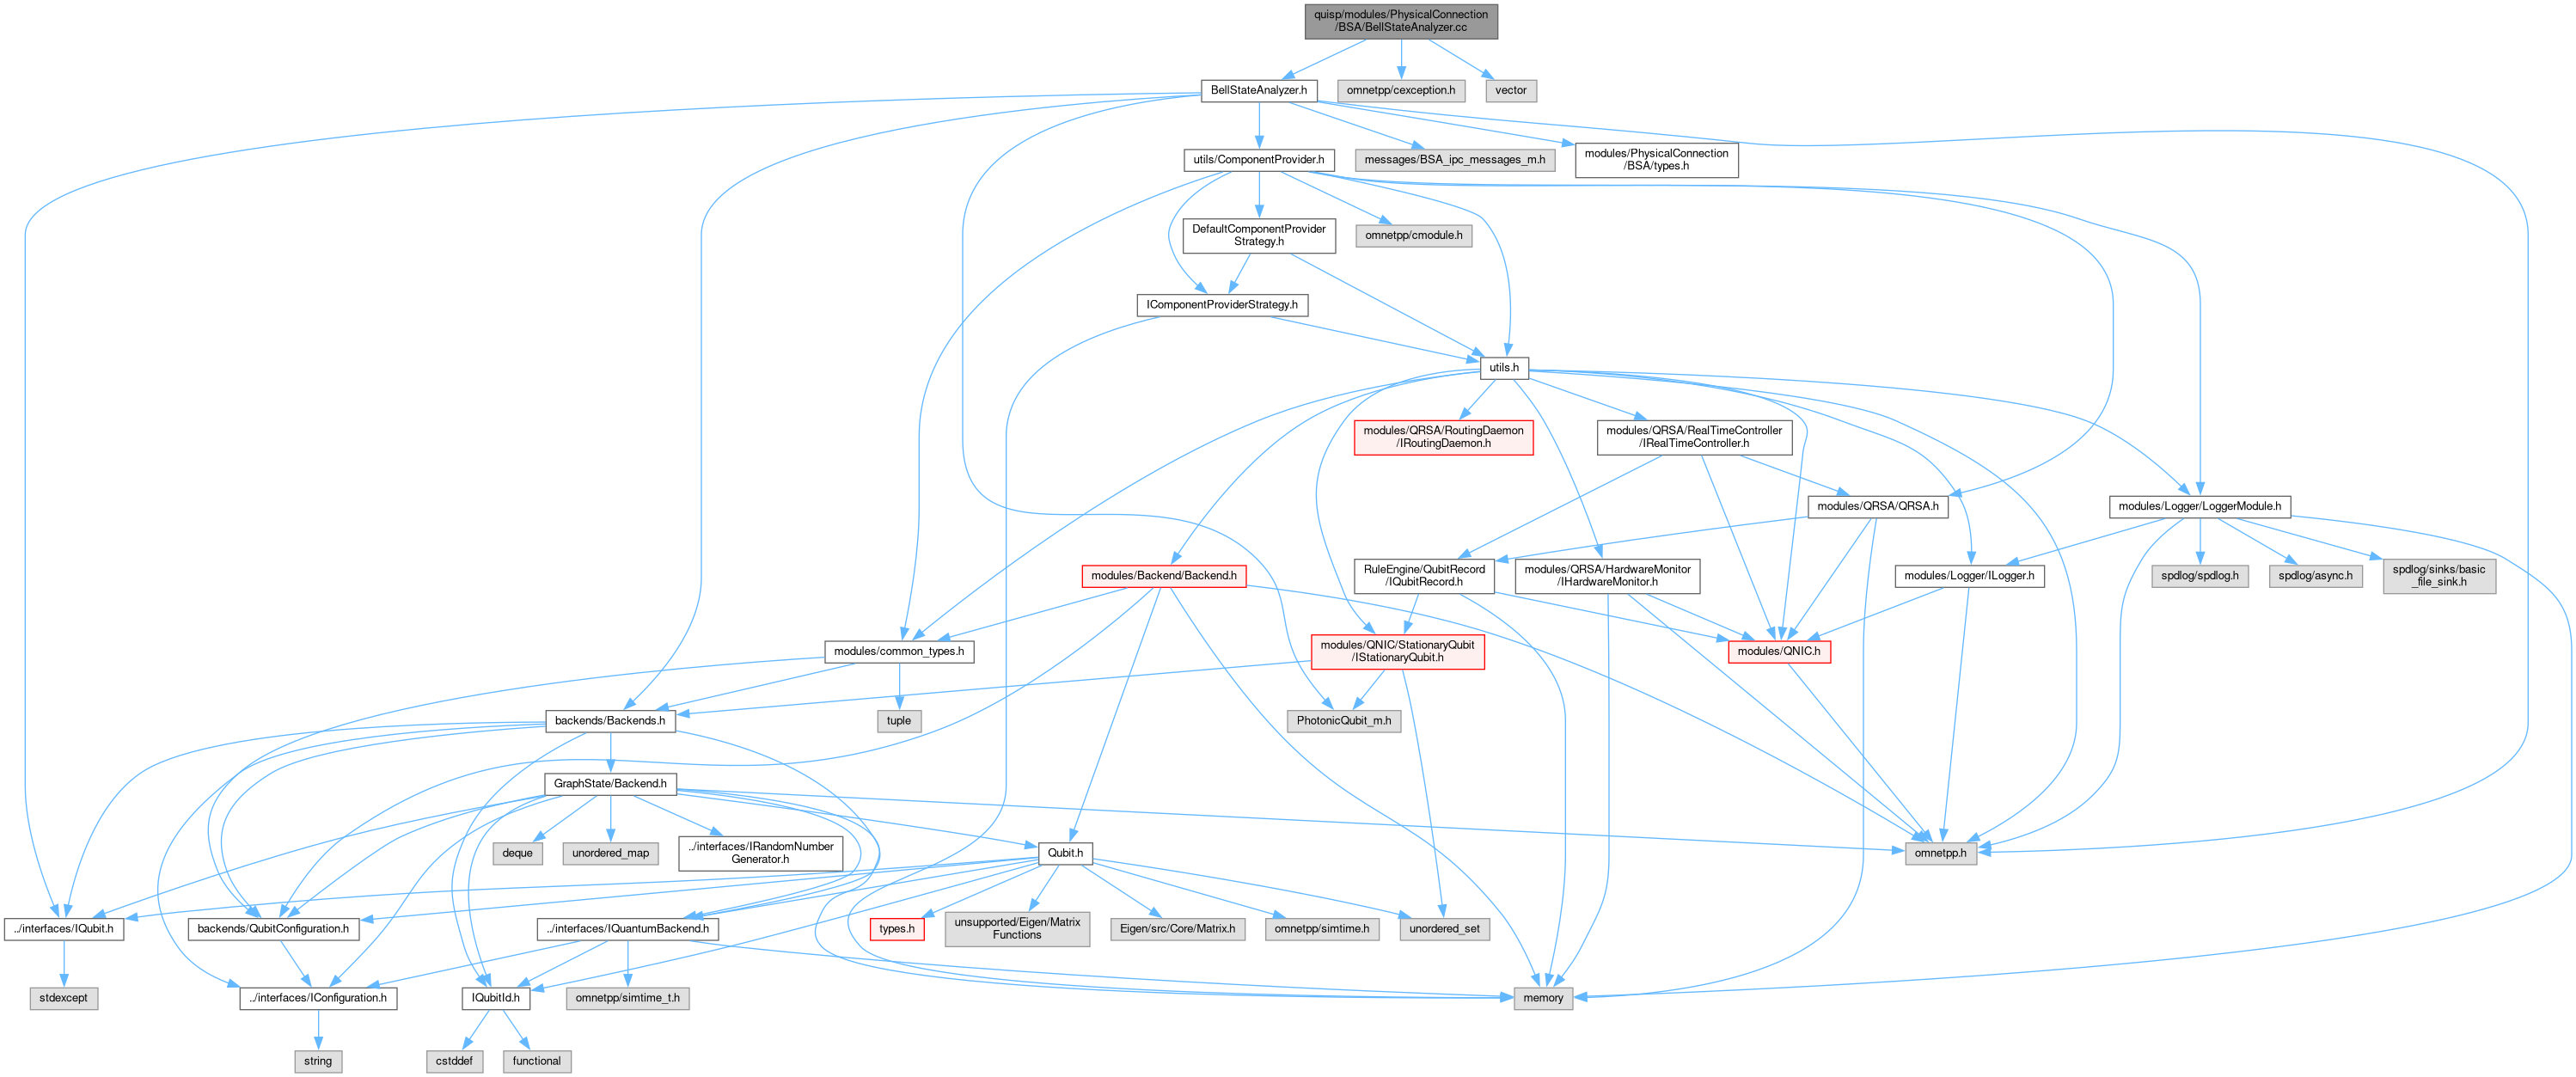 quisp/modules/PhysicalConnection
/BSA/BellStateAnalyzer.cc
BellStateAnalyzer.h
omnetpp/cexception.h
vector
utils/ComponentProvider.h
messages/BSA_ipc_messages_m.h
modules/PhysicalConnection
/BSA/types.h
DefaultComponentProvider
Strategy.h
omnetpp/cmodule.h
IComponentProviderStrategy.h
utils.h
modules/QRSA/RoutingDaemon
/IRoutingDaemon.h
modules/QRSA/RealTimeController
/IRealTimeController.h
modules/QRSA/QRSA.h
modules/Logger/LoggerModule.h
modules/Backend/Backend.h
RuleEngine/QubitRecord
/IQubitRecord.h
modules/QRSA/HardwareMonitor
/IHardwareMonitor.h
modules/Logger/ILogger.h
spdlog/spdlog.h
spdlog/async.h
spdlog/sinks/basic
_file_sink.h
modules/common_types.h
modules/QNIC/StationaryQubit
/IStationaryQubit.h
modules/QNIC.h
backends/Backends.h
tuple
PhotonicQubit_m.h
GraphState/Backend.h
deque
unordered_map
../interfaces/IRandomNumber
Generator.h
Qubit.h
omnetpp.h
../interfaces/IQubit.h
backends/QubitConfiguration.h
../interfaces/IQuantumBackend.h
types.h
unsupported/Eigen/Matrix
Functions
Eigen/src/Core/Matrix.h
omnetpp/simtime.h
unordered_set
stdexcept
../interfaces/IConfiguration.h
IQubitId.h
omnetpp/simtime_t.h
memory
string
cstddef
functional